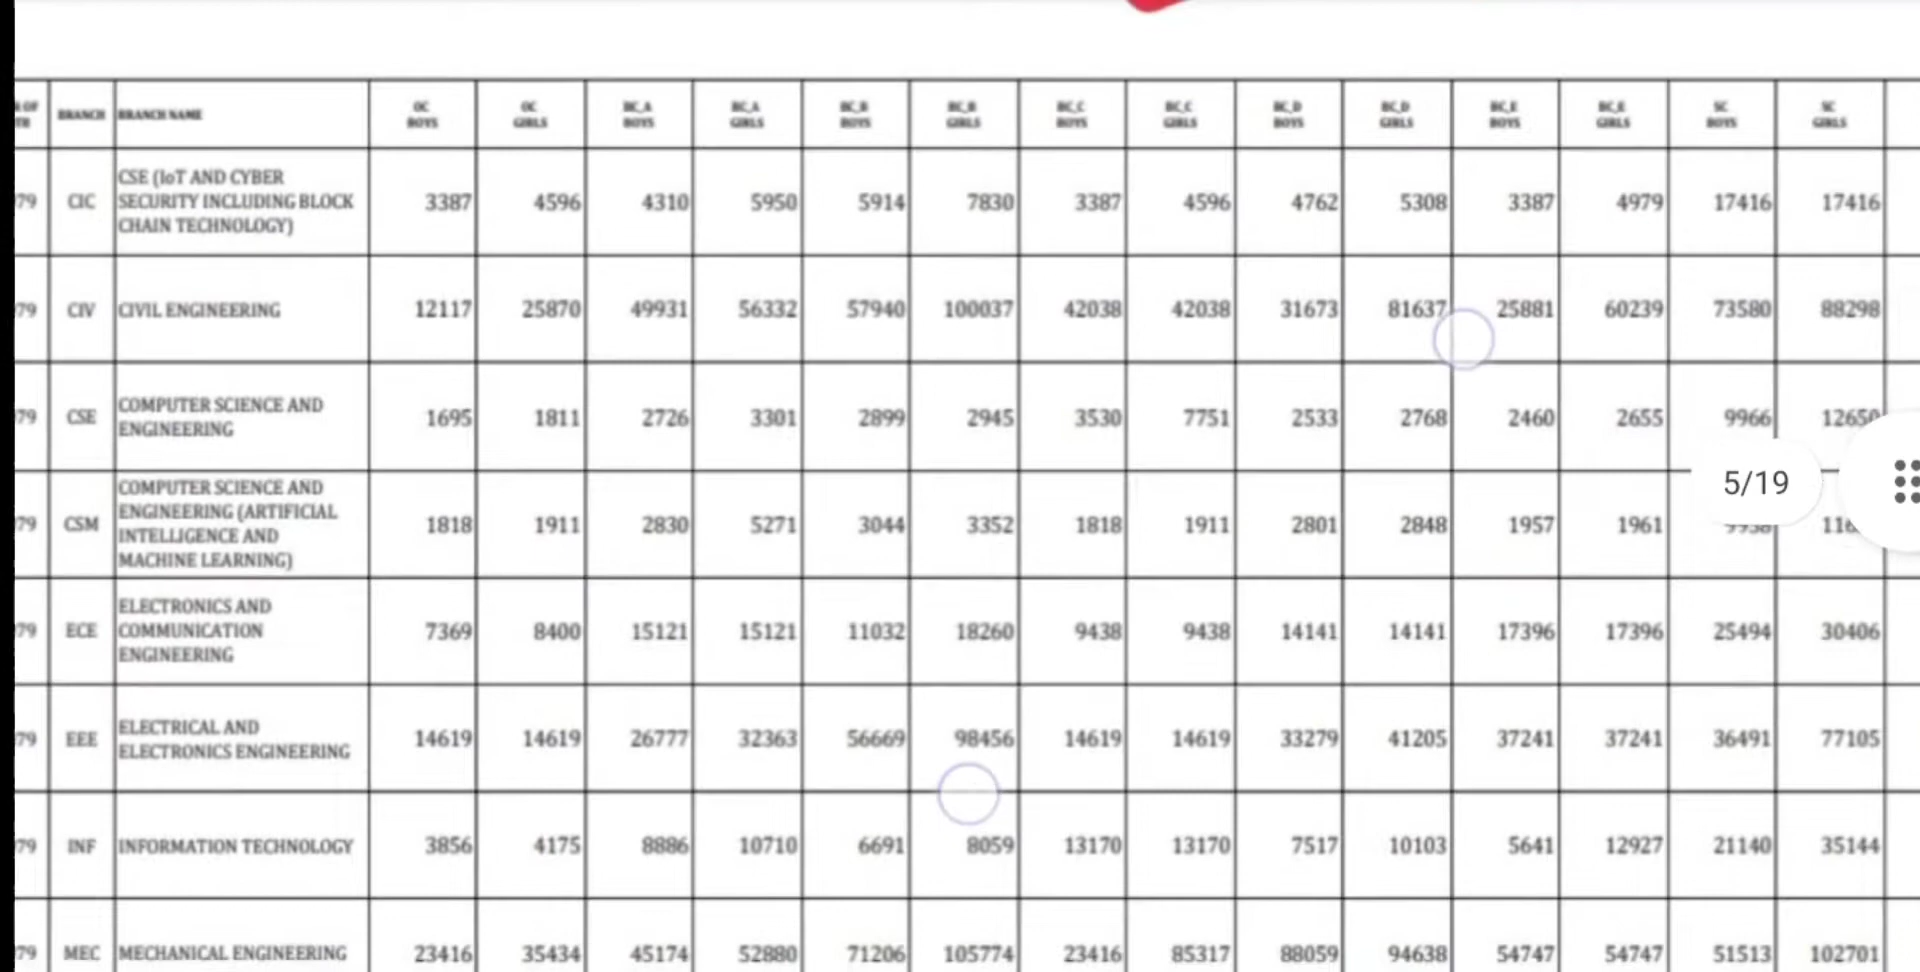 BRANCH BRANCH NAME OC BOYS OC GIRLS BC_A BOYS BC_A GIRLS BC_B BOYS BC_B GIRLS BC_C BOYS BC_C GIRLS BC_D BOYS BC_D GIRLS BC_E BOYS BC_E GIRLS SC BOYS SC GIRLS
79 CIC CSE (IoT AND CYBER
SECURITY INCLUDING BLOCK
CHAIN TECHNOLOGY) 3387 4596 4310 5950 5914 7830 3387 4596 4762 5308 3387 4979 17416 17416
79 CIV CIVIL ENGINEERING 12117 25870 49931 56332 57940 100037 42038 42038 31673 81637 25881 60239 73580 88298
79 CSE COMPUTER SCIENCE AND
ENGINEERING 1695 1811 2726 3301 2899 2945 3530 7751 2533 2768 2460 2655 9966 12650
5/19
79 CSM COMPUTER SCIENCE AND
ENGINEERING (ARTIFICIAL
INTELLIGENCE AND
MACHINE LEARNING) 1818 1911 2830 5271 3044 3352 1818 1911 2801 2848 1957 1961
79 ECE ELECTRONICS AND
COMMUNICATION
ENGINEERING 7369 8400 15121 15121 11032 18260 9438 9438 14141 14141 17396 17396 25494 30406
79 EEE ELECTRICAL AND
ELECTRONICS ENGINEERING 14619 14619 26777 32363 56669 98456 14619 14619 33279 41205 37241 37241 36491 77105
79 INF INFORMATION TECHNOLOGY 3856 4175 8886 10710 6691 8059 13170 13170 7517 10103 5641 12927 21140 35144
79 MEC MECHANICAL ENGINEERING 23416 35434 45174 52880 71206 105774 23416 85317 88059 94638 54747 54747 51513 102701